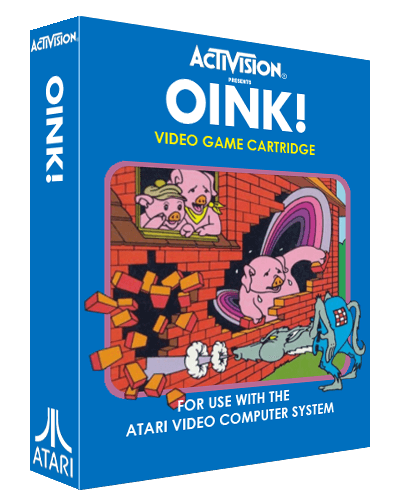 ACTIVISION®
PRESENTS
OINK!
VIDEO GAME CARTRIDGE
FOR USE WITH THE
ATARI VIDEO COMPUTER SYSTEM
ACTIVISION
OINK!
ATARI